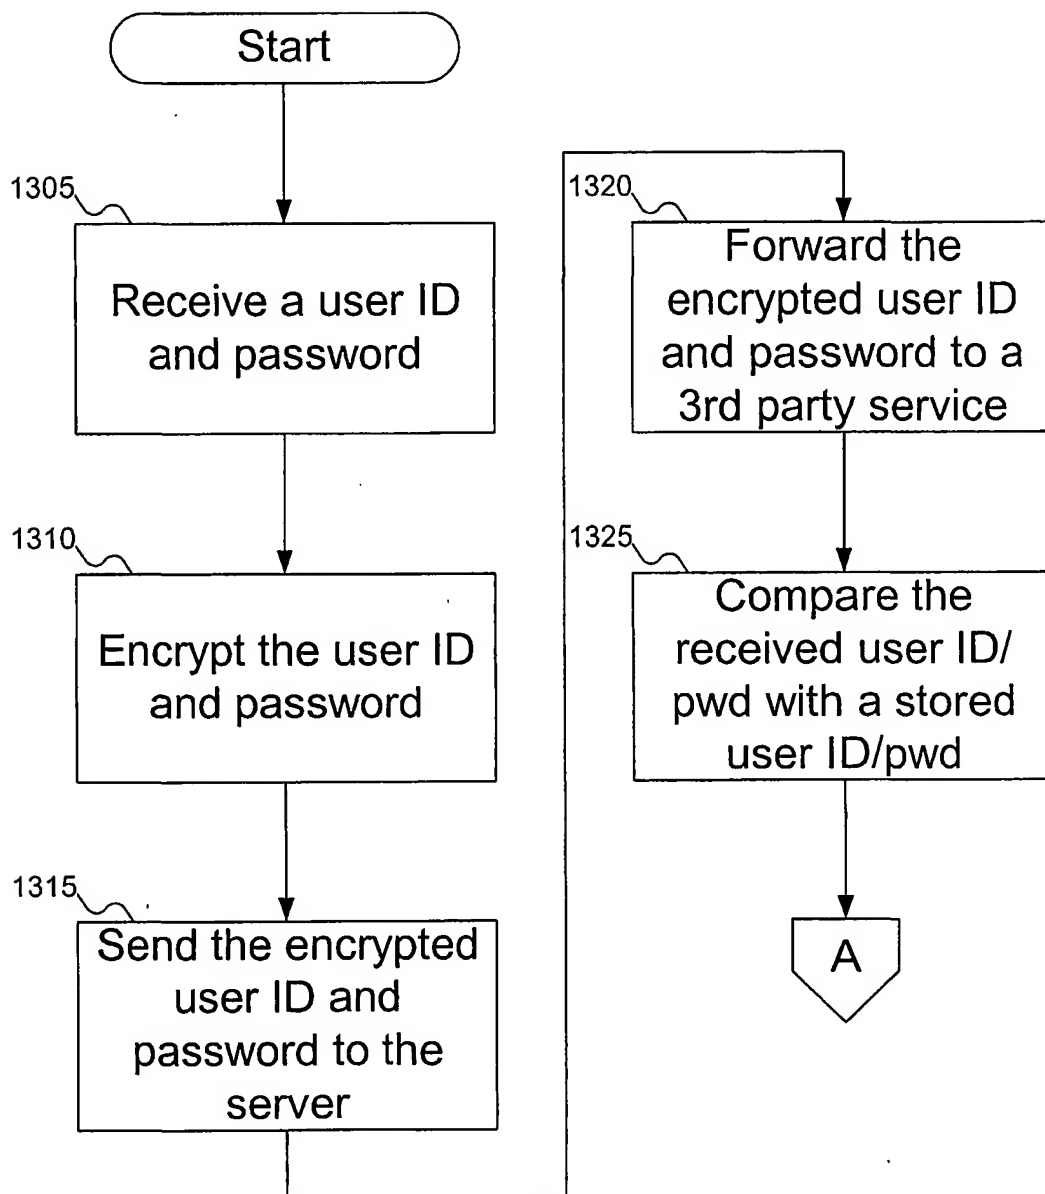 Start
1305
Receive a user ID
and password
1310
Encrypt the user ID
and password
1315
Send the encrypted
user ID and
password to the
server
1320
Forward the
encrypted user ID
and password to a
3rd party service
1325
Compare the
received user ID/
pwd with a stored
user ID/pwd
A